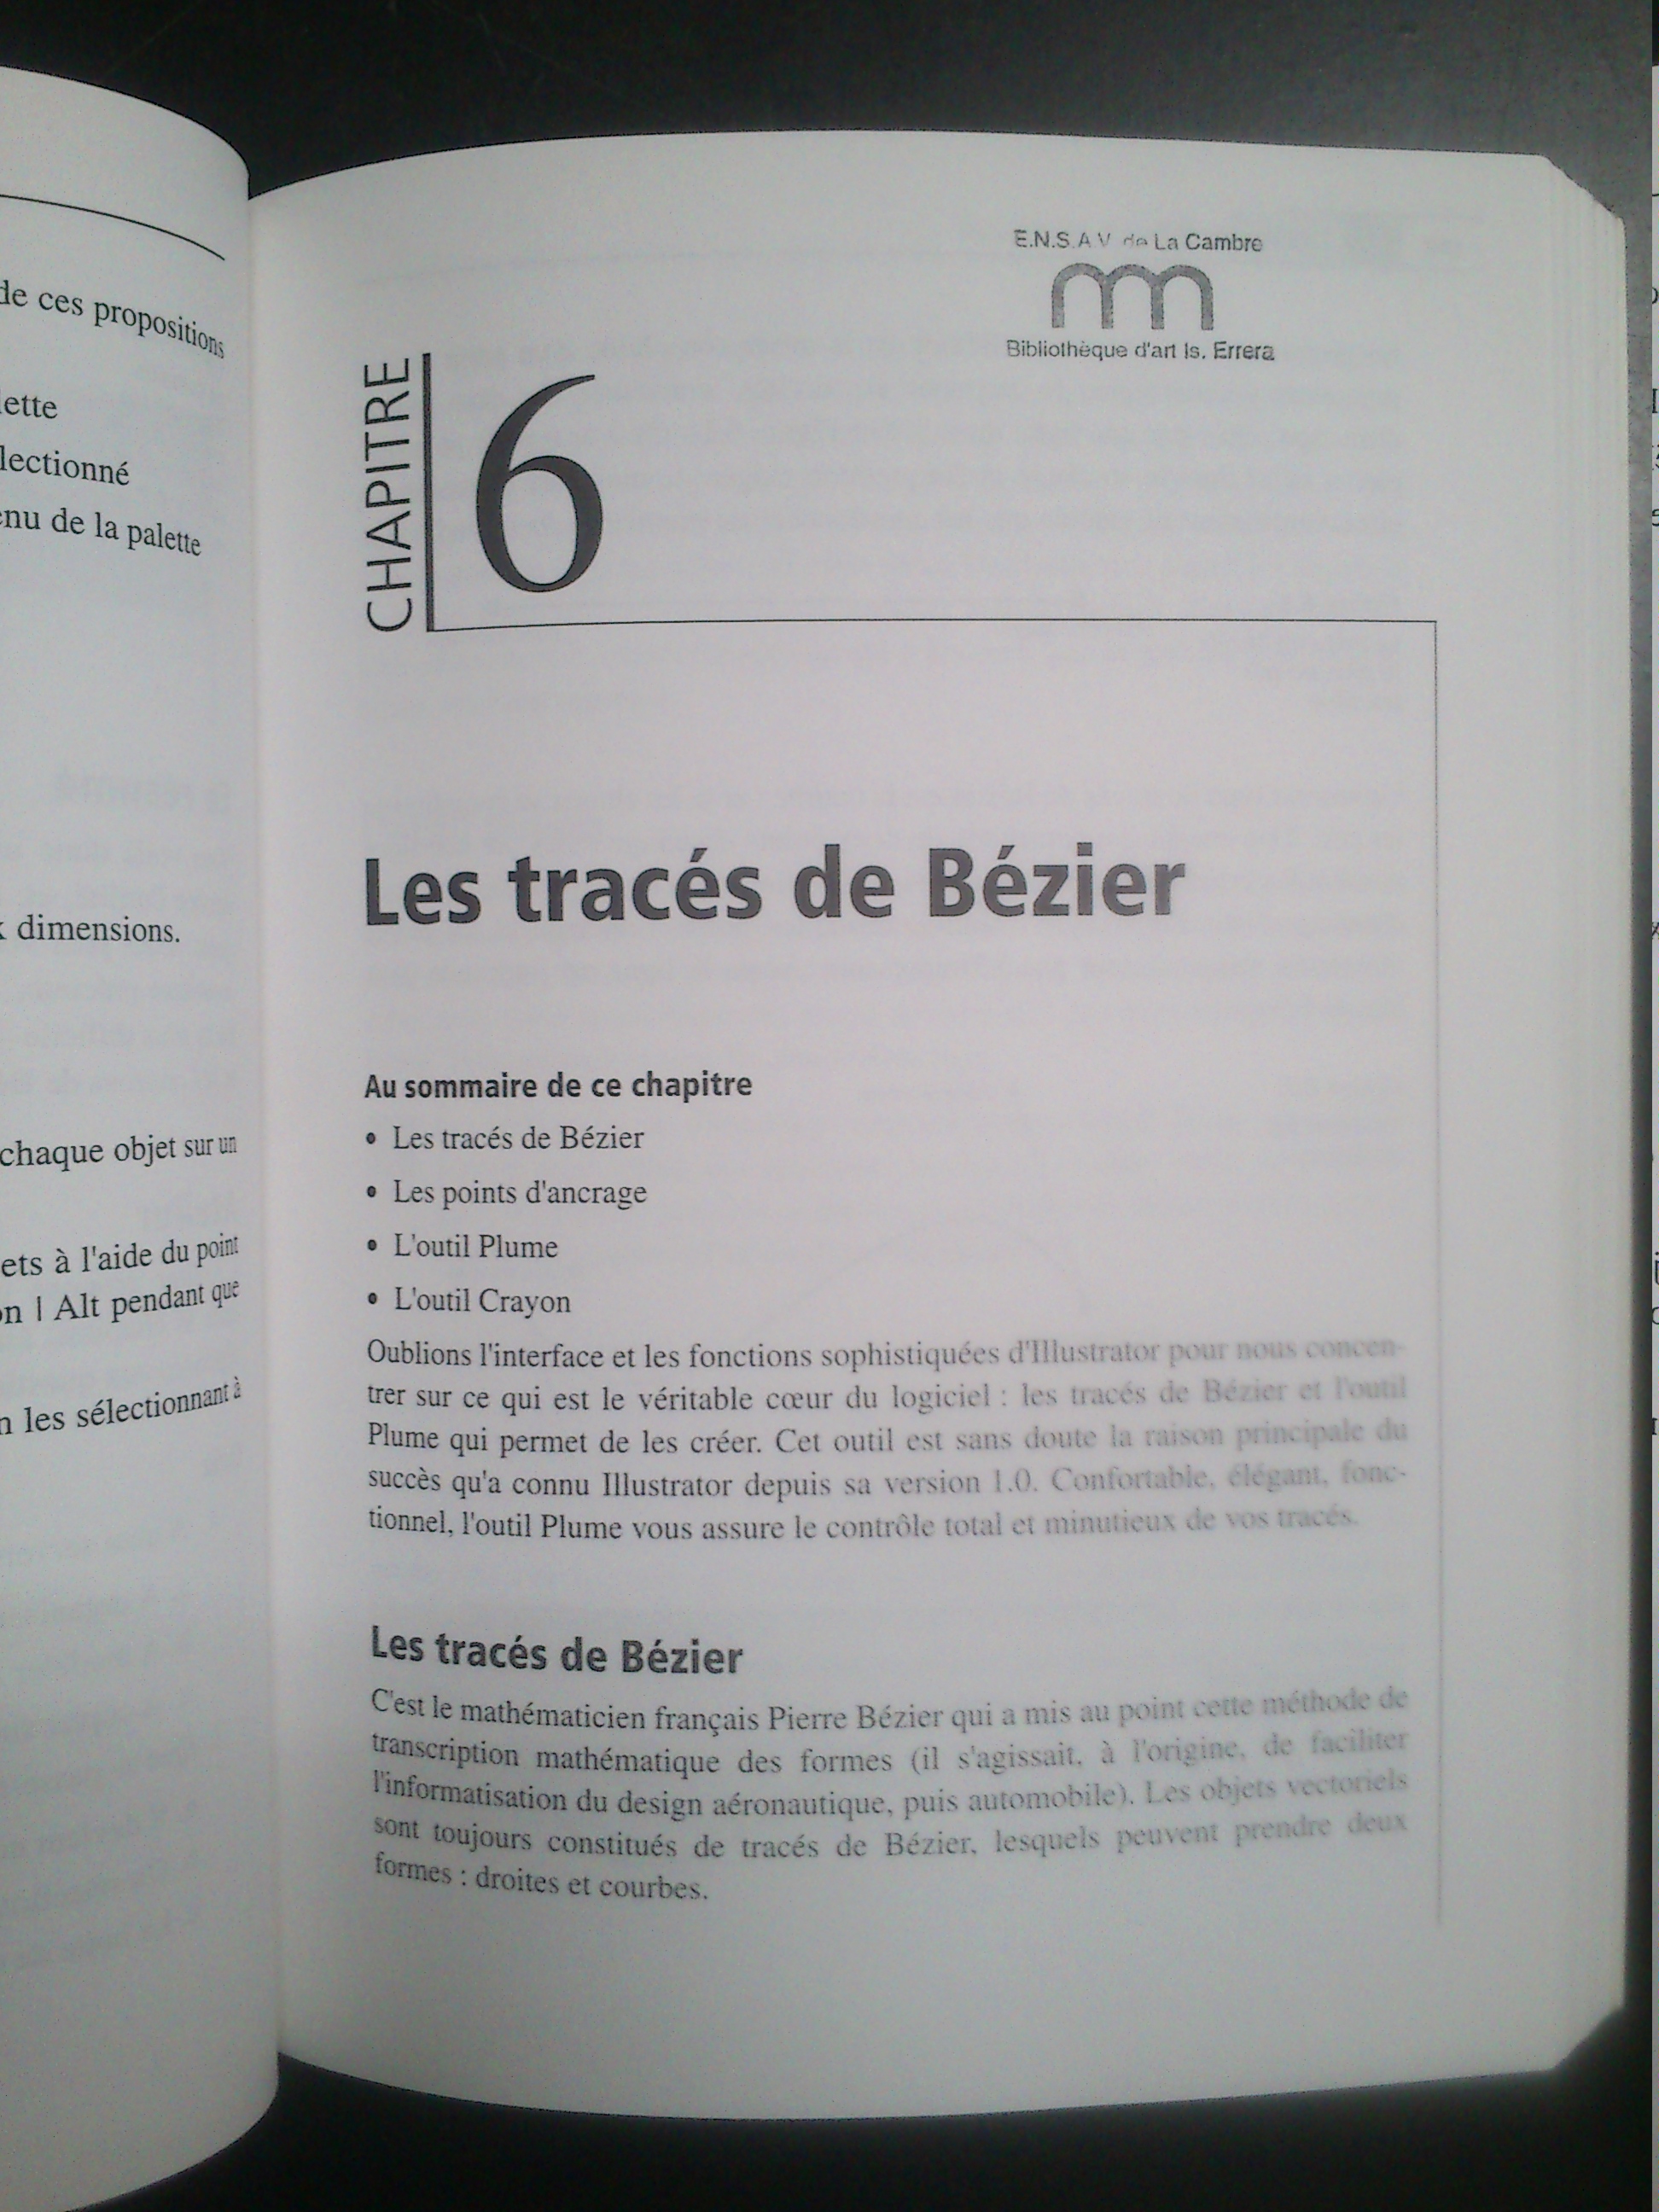 de ces propositions
de la palette
dimensions.
chaque objet sur un
à l'aide du point
| Alt pendant que
les sélectionnant à
E.N.S.A.V. de La Cambre
m
Bibliothèque d'art Is. Errera
CHAPITRE
6
Les tracés de Bézier
Au sommaire de ce chapitre
• Les tracés de Bézier
• Les points d'ancrage
• L'outil Plume
• L'outil Crayon
Oublions l'interface et les fonctions sophistiquées d'Illustrator pour nous concen-
trer sur ce qui est le véritable cœur du logiciel : les tracés de Bézier et l'outil
Plume qui permet de les créer. Cet outil est sans doute la raison principale du
succès qu'a connu Illustrator depuis sa version 1.0. Confortable, élégant, fonc-
tionnel, l'outil Plume vous assure le contrôle total et minutieux de vos tracés.
Les tracés de Bézier
C'est le mathématicien français Pierre Bézier qui a mis au point cette méthode de
transcription mathématique des formes (il s'agissait, à l'origine, de faciliter
l'informatisation du design aéronautique, puis automobile). Les objets vectoriels
sont toujours constitués de tracés de Bézier, lesquels peuvent prendre deux
formes : droites et courbes.